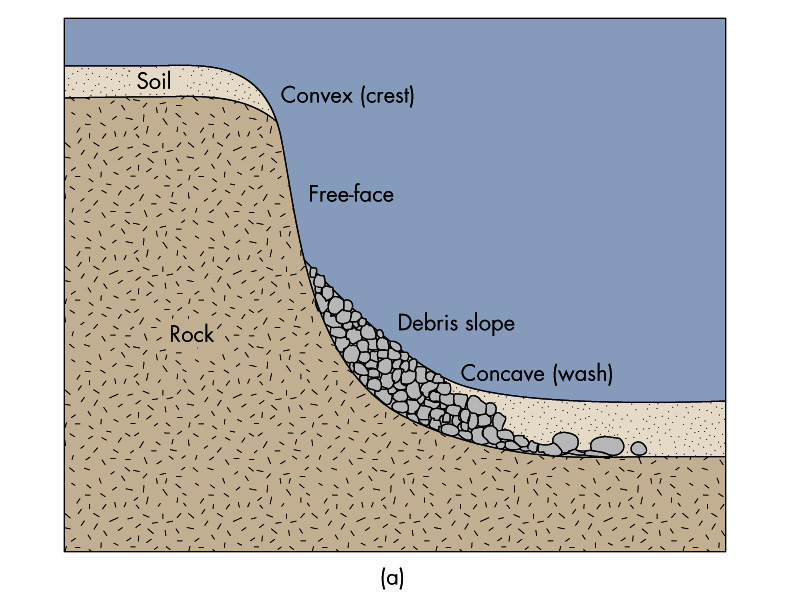 Soil
Convex (crest)
Free-face
Rock
Debris slope
Concave (wash)
(a)